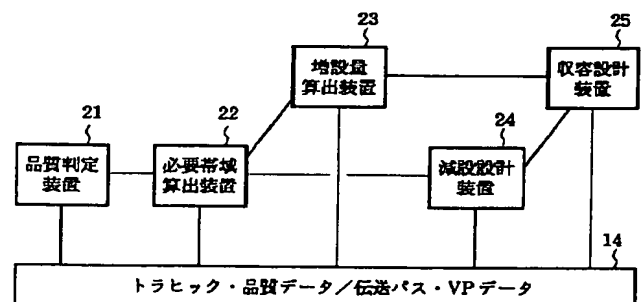 23
25
増設量
算出装置
収容設計
装置
21
22
24
品質判定
装置
必要帯域
算出装置
減設設計
装置
14
トラヒック・品質データ/伝送パス・VPデータ